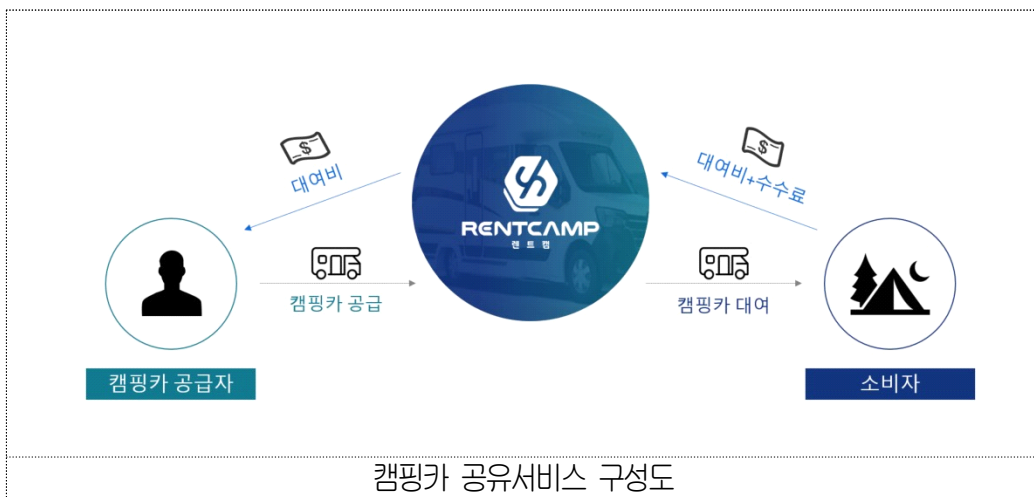 $
대여비
$
대여비+수수료
RENTCAMP
렌트캠
캠핑카 공급
캠핑카 대여
캠핑카 공급자
소비자
캠핑카 공유서비스 구성도